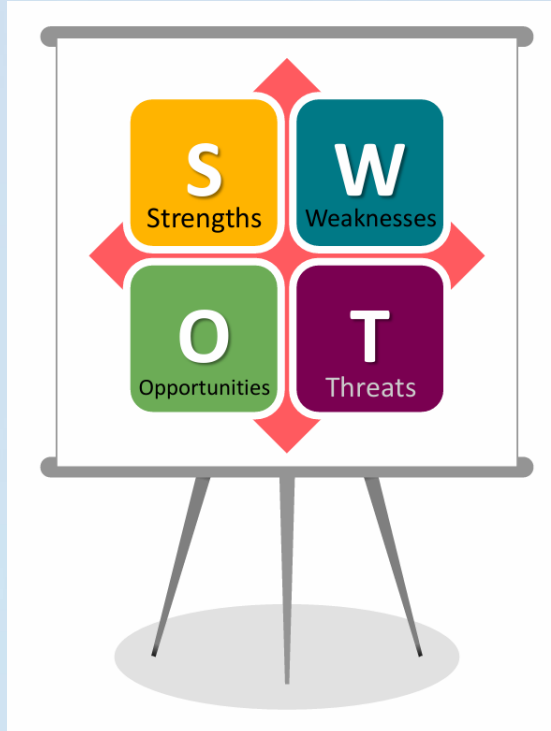 S
Strengths
W
Weaknesses
O
Opportunities
T
Threats